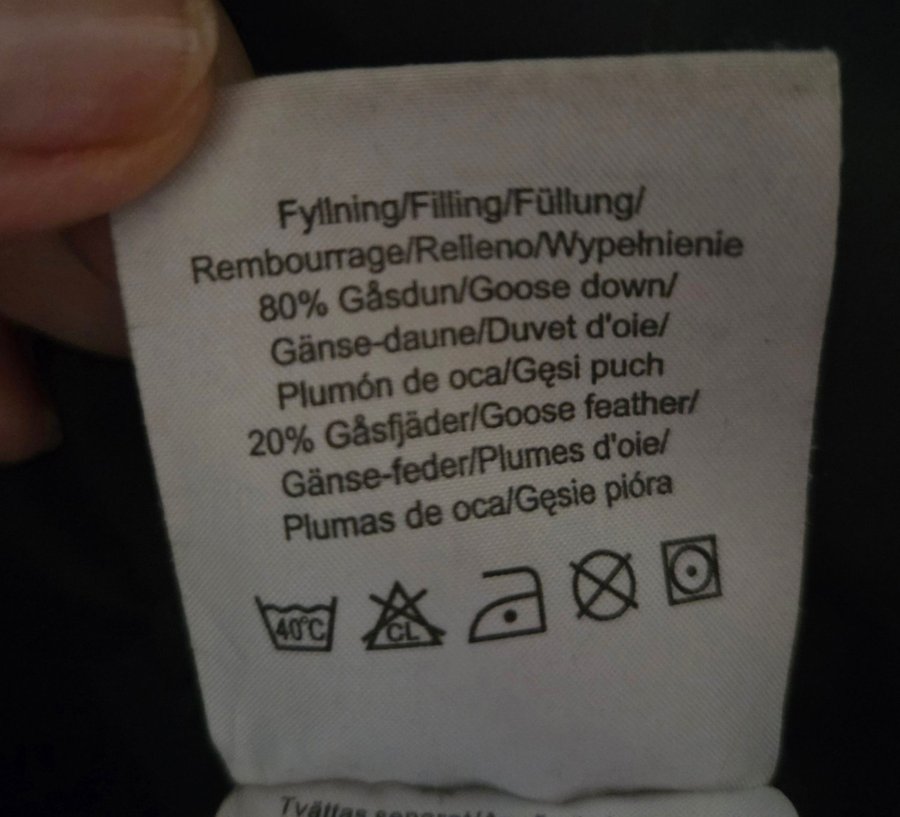 Fyllning/Filling/Füllung/
Rembourrage/Relleno/Wypełnienie
80% Gåsdun/Goose down/
Gänse-daune/Duvet d'oie/
Plumón de oca/Gęsi puch
20% Gåsfjäder/Goose feather/
Gänse-feder/Plumes d'oie/
Plumas de oca/Gęsie pióra
40°C CL
Tvättas